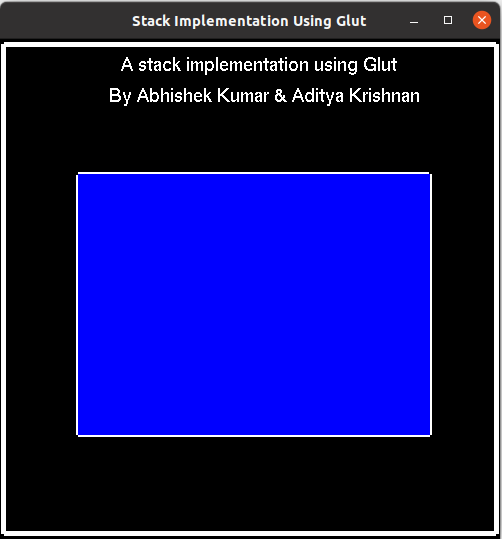 Stack Implementation Using Glut
A stack implementation using Glut
By Abhishek Kumar & Aditya Krishnan